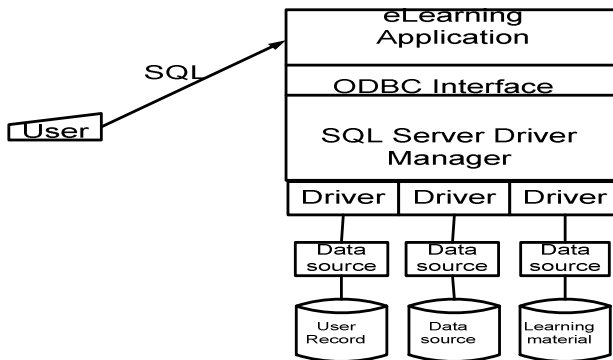 eLearning
Application
SQL
ODBC Interface
User
SQL Server Driver
Manager
Driver Driver Driver
Data
source
Data
source
Data
source
User
Record
Data
source
Learning
material